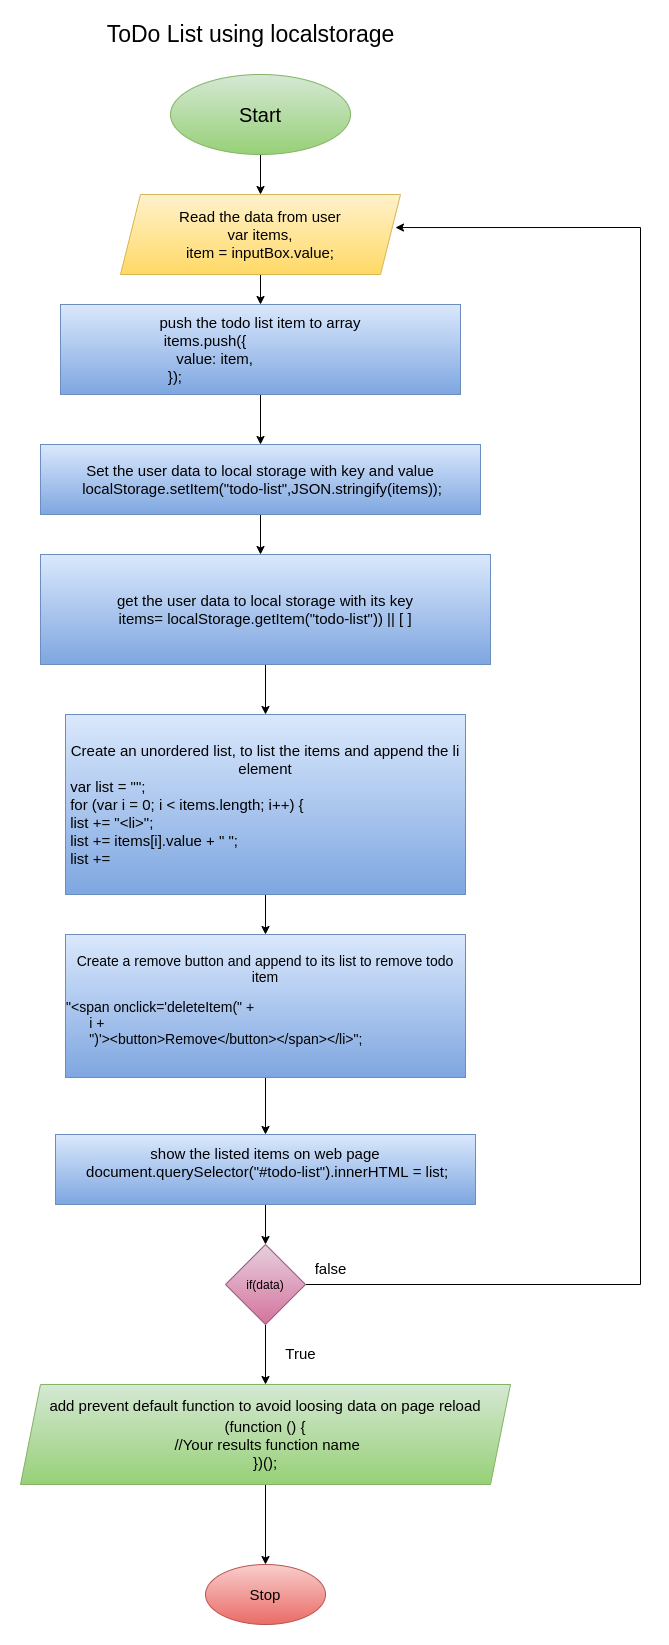 ToDo List using localstorage
Start
Read the data from user
var items,
item = inputBox.value;
push the todo list item to array
items.push({
value: item,
});
Set the user data to local storage with key and value
localStorage.setItem("todo-list",JSON.stringify(items));
get the user data to local storage with its key
items= localStorage.getItem("todo-list")) || [ ]
Create an unordered list, to list the items and append the li
element
var list = "";
for (var i = 0; i < items.length; i++) {
list += "<li>";
list += items[i].value + " ";
list +=
Create a remove button and append to its list to remove todo
item
"<span onclick='deleteItem(" +
i +
")'><button>Remove</button></span></li>";
show the listed items on web page
document.querySelector("#todo-list").innerHTML = list;
if(data)
false
True
add prevent default function to avoid loosing data on page reload
(function () {
//Your results function name
})();
Stop